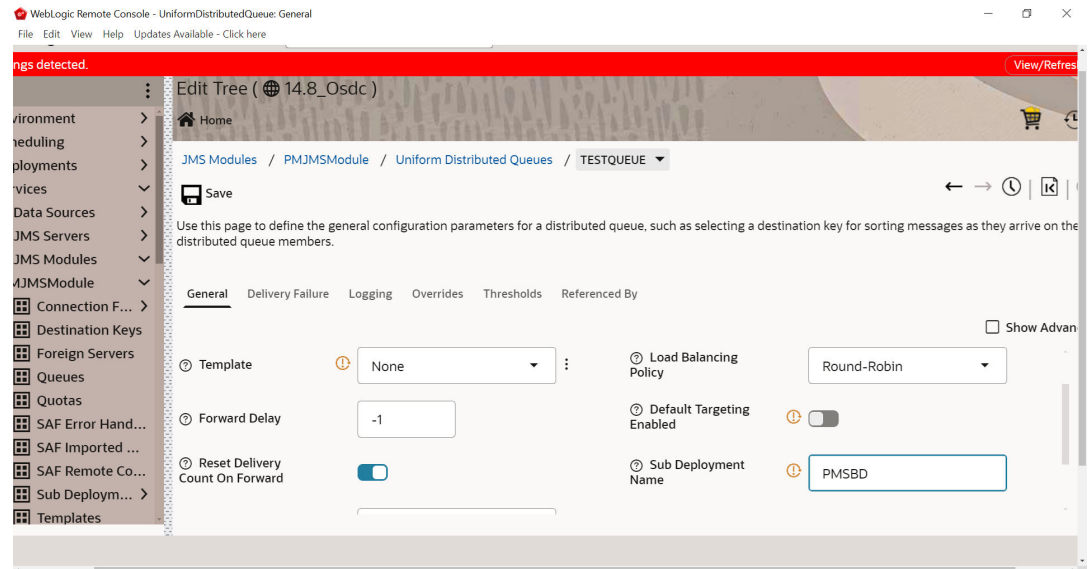 WebLogic Remote Console - UniformDistributedQueue: General
File Edit View Help Updates Available - Click here
ngs detected.
View/Refres
Edit Tree ( 14.8_Osdc )
Home
vironment
heduling
ployments
vices
Data Sources
JMS Servers
JMS Modules
MJMSModule
Connection F...
Destination Keys
Foreign Servers
Queues
Quotas
SAF Error Hand...
SAF Imported ...
SAF Remote Co...
Sub Deploym...
Templates
JMS Modules / PMJMSModule / Uniform Distributed Queues / TESTQUEUE
Save
Use this page to define the general configuration parameters for a distributed queue, such as selecting a destination key for sorting messages as they arrive on the
distributed queue members.
General Delivery Failure Logging Overrides Thresholds Referenced By
Show Advan
Template
None
Load Balancing
Policy
Round-Robin
Forward Delay
-1
Default Targeting
Enabled
Reset Delivery
Count On Forward
Sub Deployment
Name
PMSBD